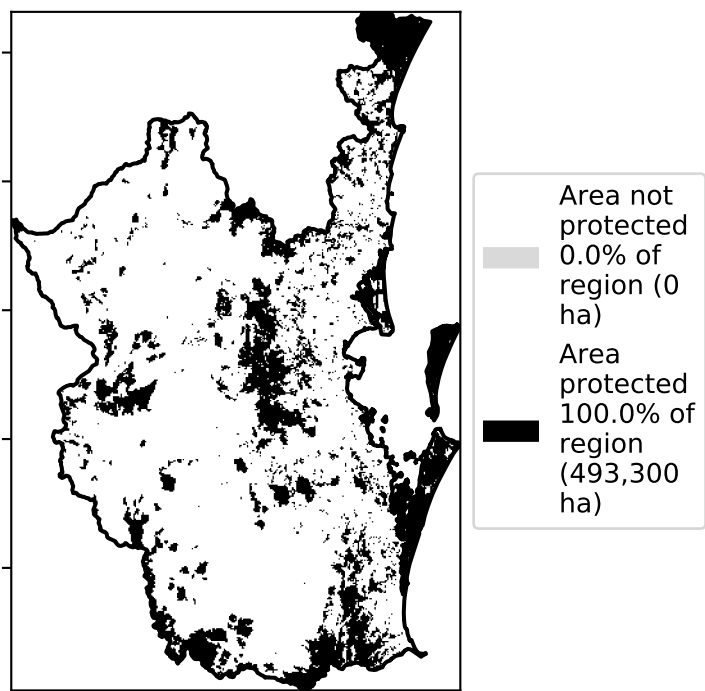 Area not
protected
0.0% of
region (0
ha)
Area
protected
100.0% of
region
(493,300
ha)